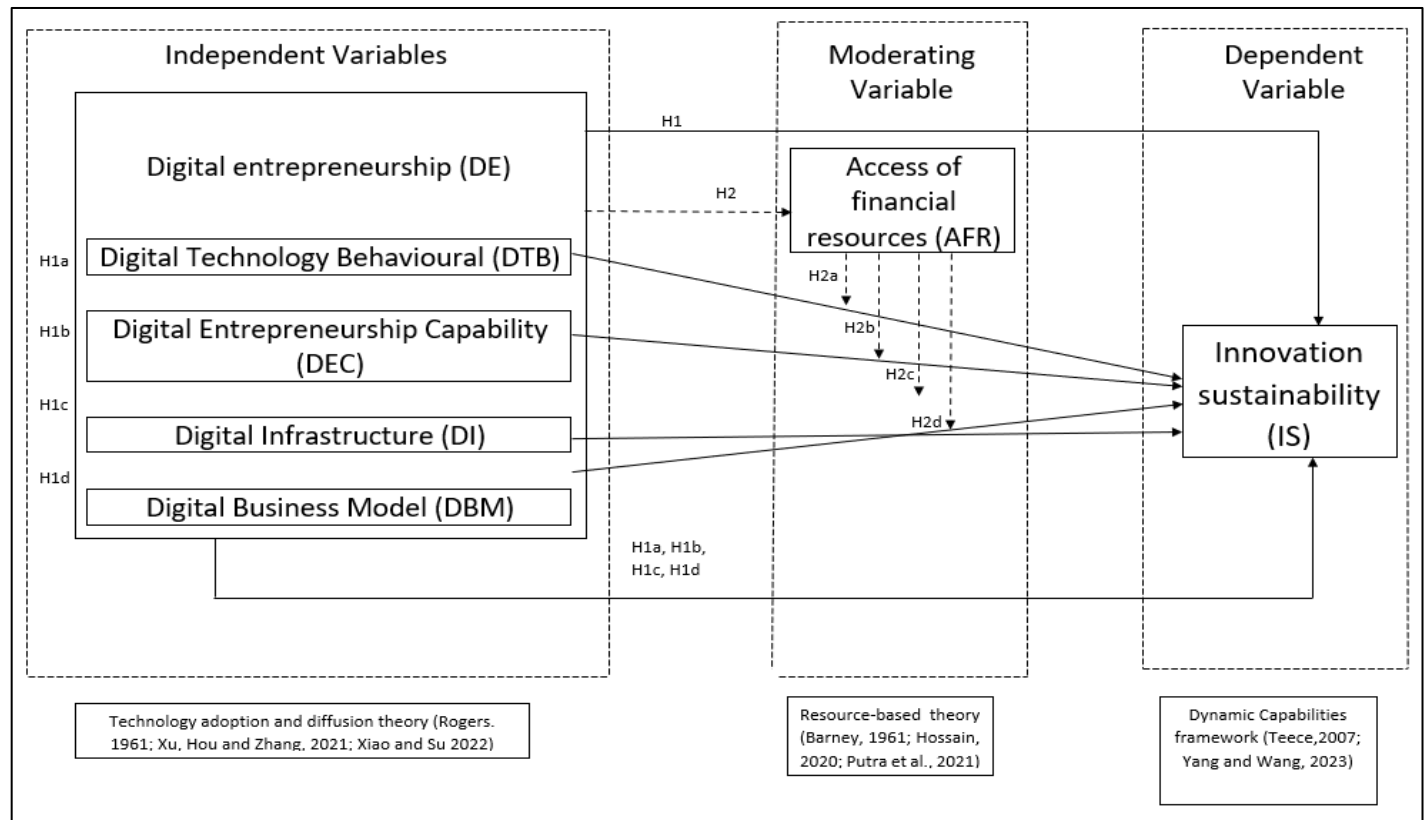 Independent Variables
Moderating
Variable
Dependent
Variable
H1
Digital entrepreneurship (DE)
H2
Access of
financial
resources (AFR)
H1a
Digital Technology Behavioural (DTB)
H2a
H1b
Digital Entrepreneurship Capability
(DEC)
H2b
H2c
Innovation
sustainability
(IS)
H1c
Digital Infrastructure (DI)
H2d
H1d
Digital Business Model (DBM)
H1a, H1b,
H1c, H1d
Technology adoption and diffusion theory (Rogers.
1961; Xu, Hou and Zhang, 2021; Xiao and Su 2022)
Resource-based theory
(Barney, 1961; Hossain,
2020; Putra et al., 2021)
Dynamic Capabilities
framework (Teece,2007;
Yang and Wang, 2023)